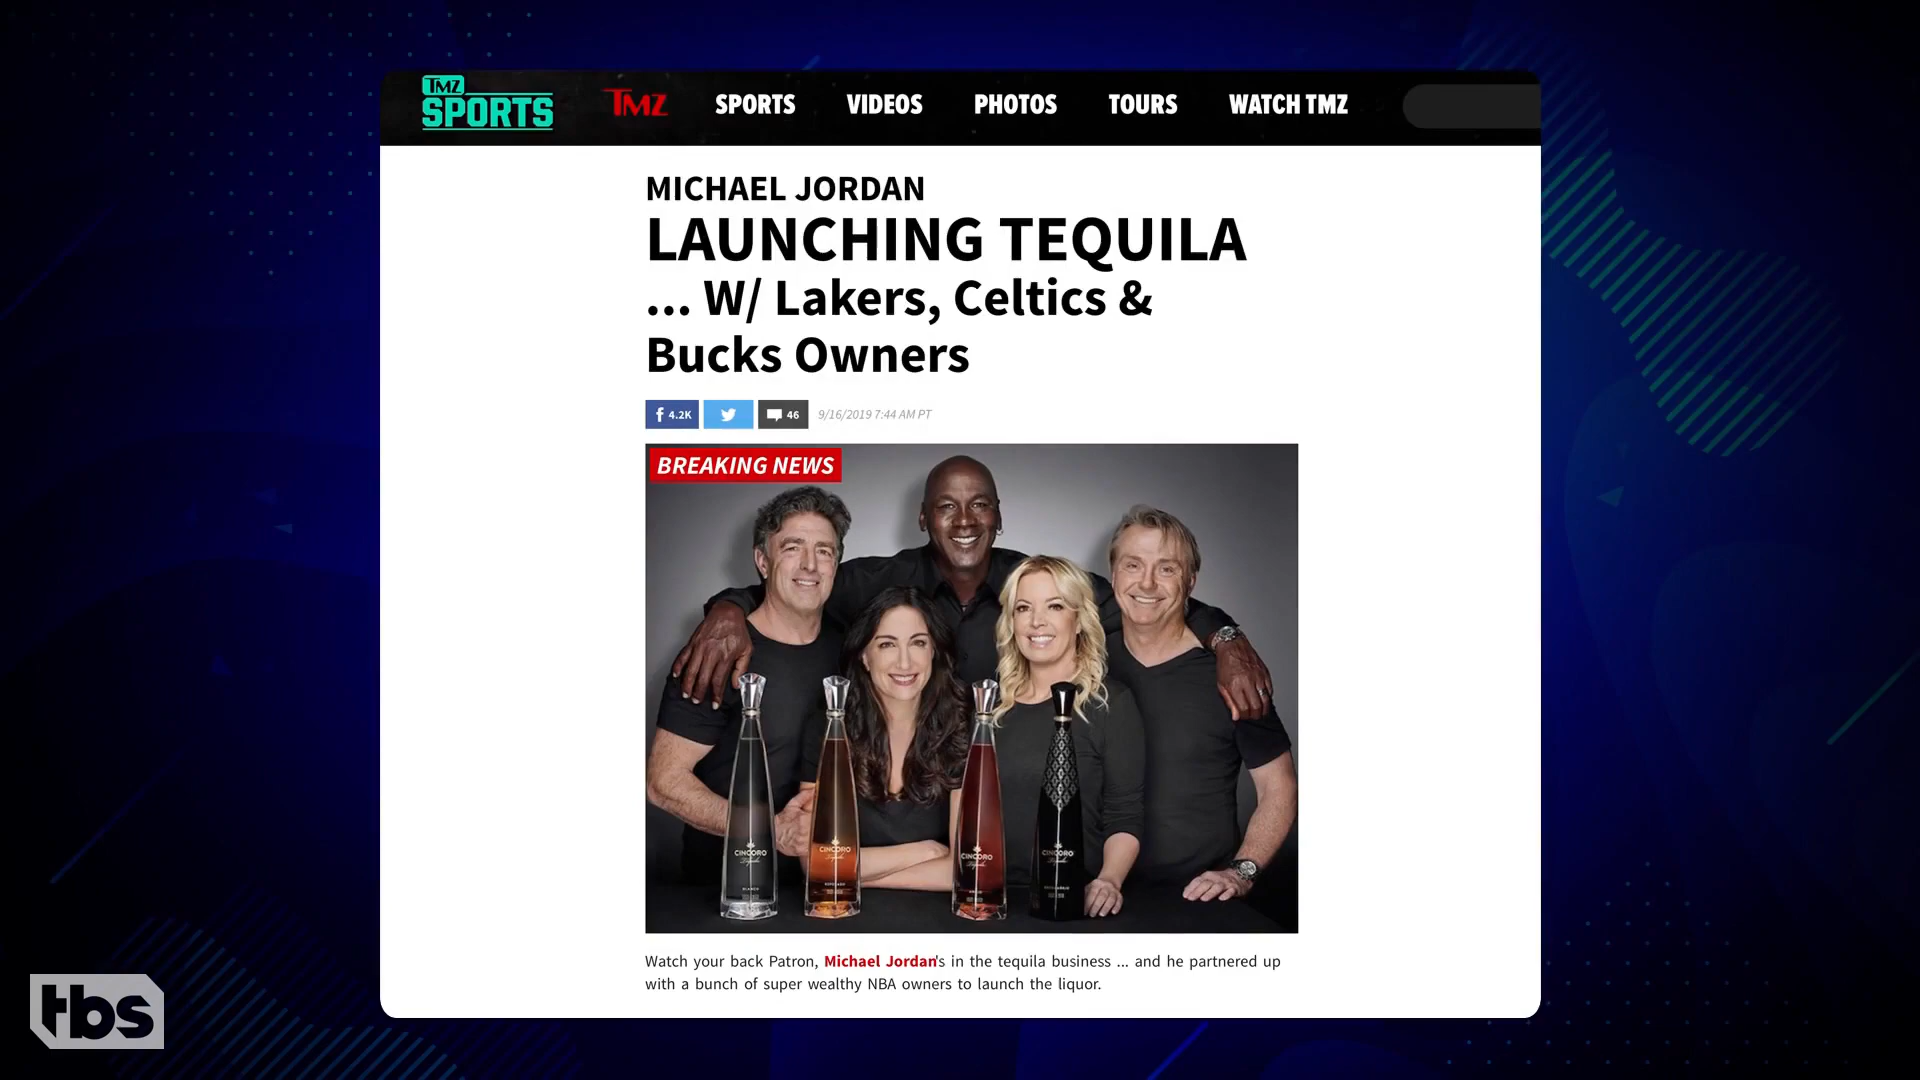 TMZ
SPORTS
TMZ
SPORTS
VIDEOS
PHOTOS
TOURS
WATCH TMZ
MICHAEL JORDAN
LAUNCHING TEQUILA
... W/ Lakers, Celtics &
Bucks Owners
f 4.2K
46
9/16/2019 7:44 AM PT
BREAKING NEWS
CINCORO
CINCORO
CINCORO
CINCORO
Watch your back Patron, Michael Jordan's in the tequila business ... and he partnered up
with a bunch of super wealthy NBA owners to launch the liquor.
tbs